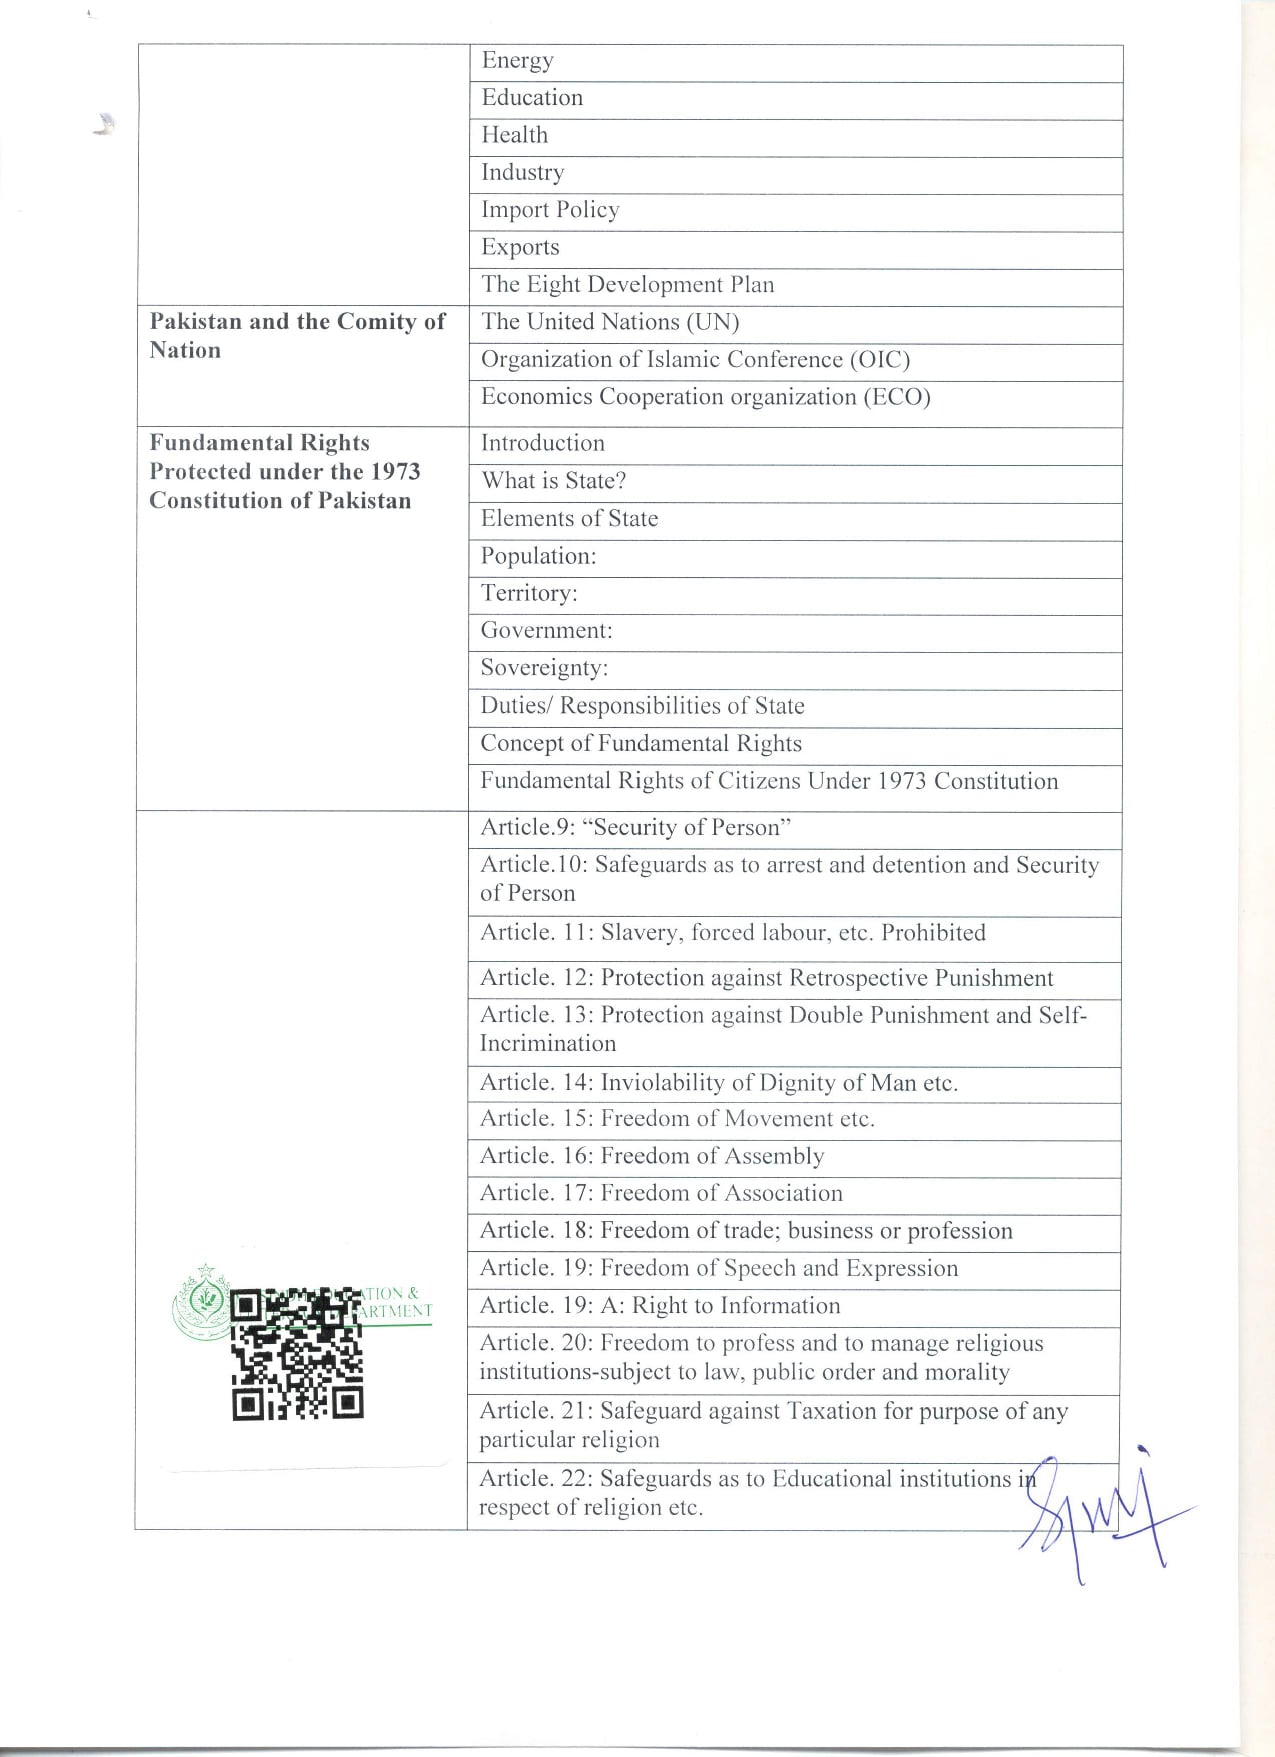 Energy
Education
Health
Industry
Import Policy
Exports
The Eight Development Plan
Pakistan and the Comity of
Nation
The United Nations (UN)
Organization of Islamic Conference (OIC)
Economics Cooperation organization (ECO)
Fundamental Rights
Protected under the 1973
Constitution of Pakistan
Introduction
What is State?
Elements of State
Population:
Territory:
Government:
Sovereignty:
Duties/ Responsibilities of State
Concept of Fundamental Rights
Fundamental Rights of Citizens Under 1973 Constitution
Article.9: “Security of Person”
Article.10: Safeguards as to arrest and detention and Security
of Person
Article. 11: Slavery, forced labour, etc. Prohibited
Article. 12: Protection against Retrospective Punishment
Article. 13: Protection against Double Punishment and Self-
Incrimination
Article. 14: Inviolability of Dignity of Man etc.
Article. 15: Freedom of Movement etc.
Article. 16: Freedom of Assembly
Article. 17: Freedom of Association
Article. 18: Freedom of trade; business or profession
Article. 19: Freedom of Speech and Expression
Article. 19: A: Right to Information
Article. 20: Freedom to profess and to manage religious
institutions-subject to law, public order and morality
Article. 21: Safeguard against Taxation for purpose of any
particular religion
Article. 22: Safeguards as to Educational institutions in
respect of religion etc.
&